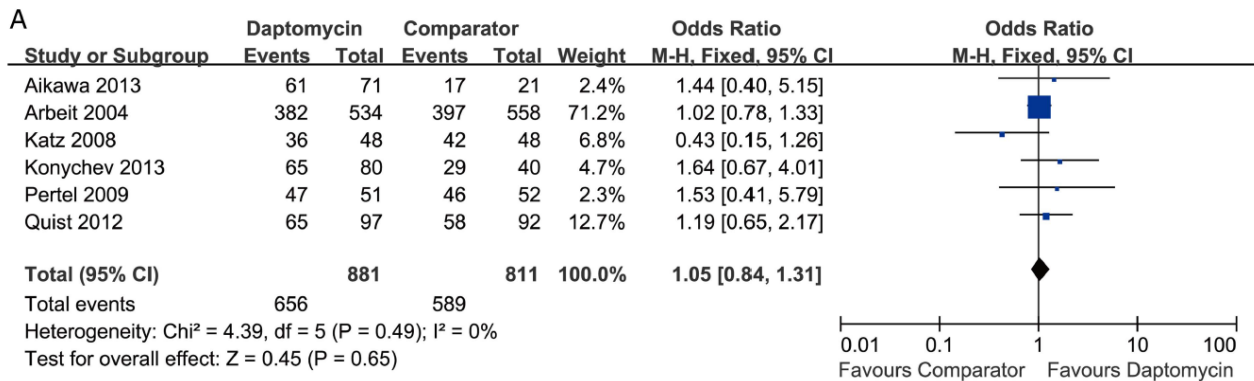 A
Daptomycin Comparator Odds Ratio Odds Ratio
Study or Subgroup Events Total Events Total Weight M-H, Fixed, 95% CI M-H, Fixed, 95% CI
Aikawa 2013 61 71 17 21 2.4% 1.44 [0.40, 5.15]
Arbeit 2004 382 534 397 558 71.2% 1.02 [0.78, 1.33]
Katz 2008 36 48 42 48 6.8% 0.43 [0.15, 1.26]
Konychev 2013 65 80 29 40 4.7% 1.64 [0.67, 4.01]
Pertel 2009 47 51 46 52 2.3% 1.53 [0.41, 5.79]
Quist 2012 65 97 58 92 12.7% 1.19 [0.65, 2.17]
Total (95% CI) 881 811 100.0% 1.05 [0.84, 1.31]
Total events 656 589
Heterogeneity: Chi² = 4.39, df = 5 (P = 0.49); I² = 0%
Test for overall effect: Z = 0.45 (P = 0.65)
0.01 0.1 1 10 100
Favours Comparator Favours Daptomycin